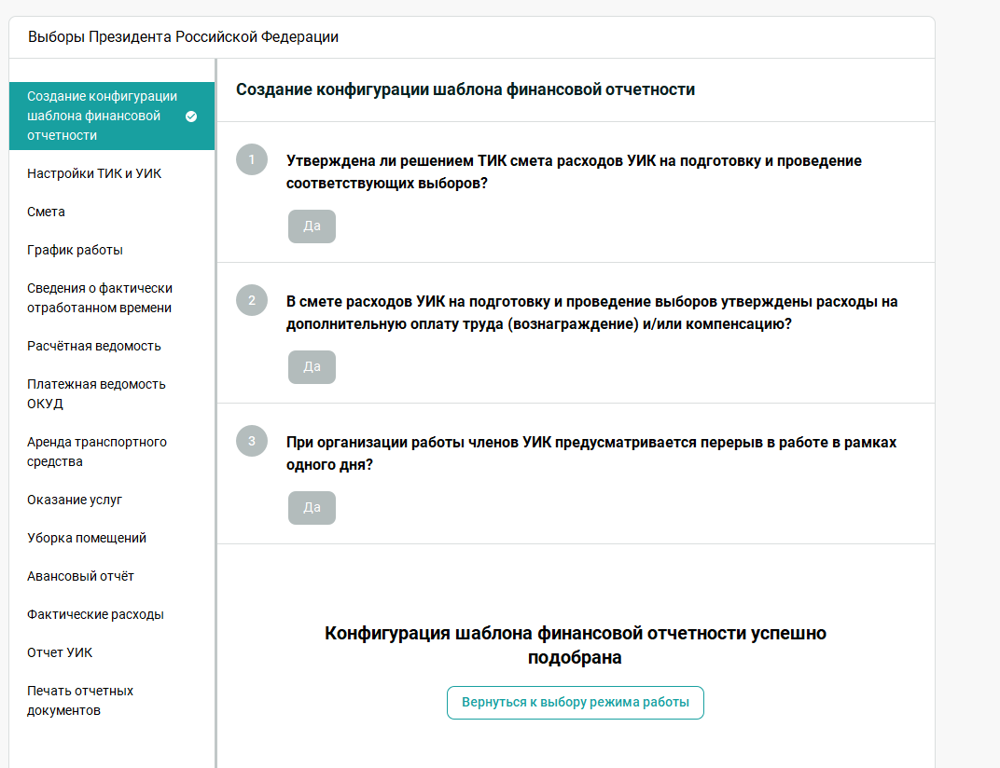 Выборы Президента Российской Федерации
Создание конфигурации
шаблона финансовой
отчетности
Настройки ТИК и УИК
Смета
График работы
Сведения о фактически
отработанном времени
Расчётная ведомость
Платежная ведомость
ОКУД
Аренда транспортного
средства
Оказание услуг
Уборка помещений
Авансовый отчёт
Фактические расходы
Отчет УИК
Печать отчетных
документов
Создание конфигурации шаблона финансовой отчетности
1
Утверждена ли решением ТИК смета расходов УИК на подготовку и проведение
соответствующих выборов?
Да
2
В смете расходов УИК на подготовку и проведение выборов утверждены расходы на
дополнительную оплату труда (вознаграждение) и/или компенсацию?
Да
3
При организации работы членов УИК предусматривается перерыв в работе в рамках
одного дня?
Да
Конфигурация шаблона финансовой отчетности успешно
подобрана
Вернуться к выбору режима работы